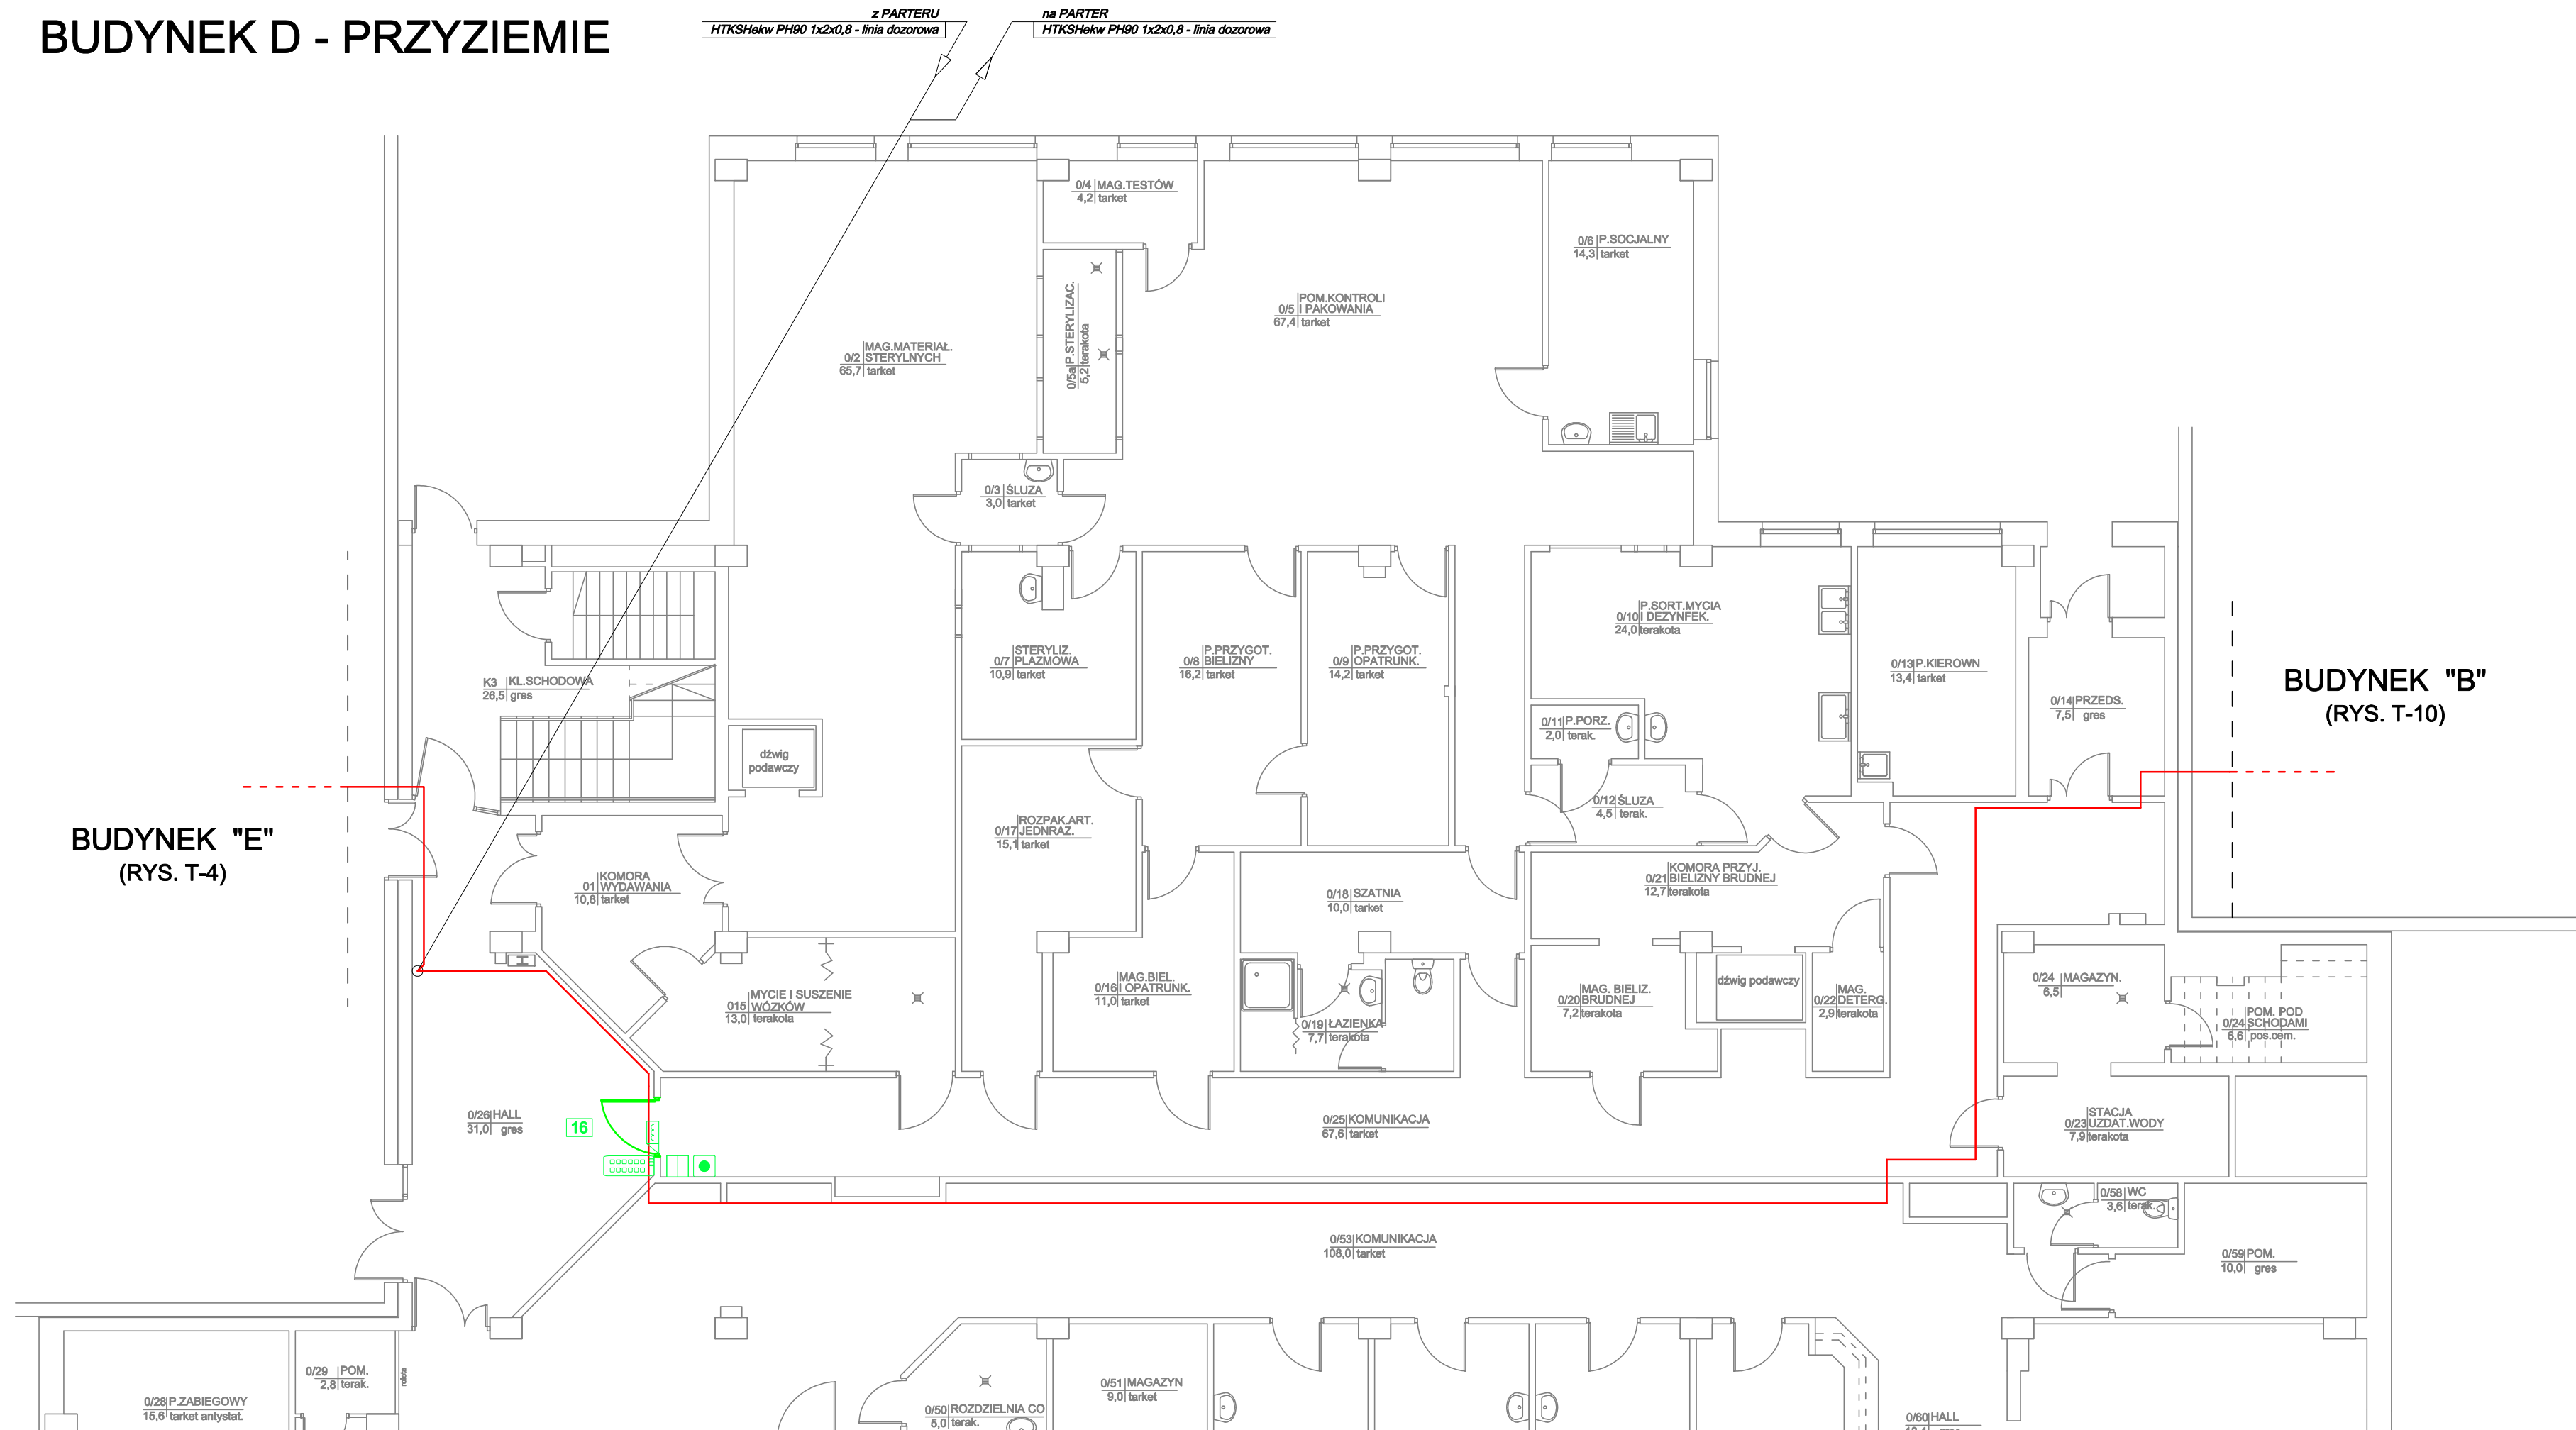 BUDYNEK D - PRZYZIEMIE
z PARTERU
HTKSHekw PH90 1x2x0,8 - linia dozorowa
na PARTER
HTKSHekw PH90 1x2x0,8 - linia dozorowa
0/4 MAG.TESTÓW
4,2 tarket
0/6 P.SOCJALNY
14,3 tarket
POM.KONTROLI
0/5 I PAKOWANIA
67,4 tarket
0/5a P.STERYLIZAC.
5,2 terakota
MAG.MATERIAŁ.
0/2 STERYLNYCH
65,7 tarket
0/3 ŚLUZA
3,0 tarket
P.SORT.MYCIA
0/10 I DEZYNFEK.
24,0 terakota
STERYLIZ.
0/7 PLAZMOWA
10,9 tarket
P.PRZYGOT.
0/8 BIELIZNY
16,2 tarket
P.PRZYGOT.
0/9 OPATRUNK.
14,2 tarket
0/13 P.KIEROWN
13,4 tarket
K3 KL.SCHODOWA
26,5 gres
BUDYNEK "B"
(RYS. T-10)
0/14 PRZEDS.
7,5 gres
0/11 P.PORZ.
2,0 terak.
dźwig
podawczy
0/12 ŚLUZA
4,5 terak.
BUDYNEK "E"
(RYS. T-4)
ROZPAK.ART.
0/17 JEDNRAZ.
15,1 tarket
KOMORA
01 WYDAWANIA
10,8 tarket
KOMORA PRZYJ.
0/21 BIELIZNY BRUDNEJ
12,7 terakota
0/18 SZATNIA
10,0 tarket
MAG.BIEL.
0/16 I OPATRUNK.
11,0 tarket
MYCIE I SUSZENIE
015 WÓZKÓW
13,0 terakota
MAG. BIELIZ.
0/20 BRUDNEJ
7,2 terakota
dźwig podawczy
MAG.
0/22 DETERG.
2,9 terakota
0/24 MAGAZYN.
6,5
POM. POD
0/24 SCHODAMI
6,6 pos.cem.
0/19 ŁAZIENKA
7,7 terakota
0/26 HALL
31,0 gres
16
0/25 KOMUNIKACJA
67,6 tarket
STACJA
0/23 UZDAT.WODY
7,9 terakota
0/58 WC
3,6 terak.
0/53 KOMUNIKACJA
108,0 tarket
0/59 POM.
10,0 gres
0/29 POM.
2,8 terak.
roleta
0/28 P.ZABIEGOWY
15,6 tarket antystat.
0/51 MAGAZYN
9,0 tarket
0/50 ROZDZIELNIA CO
5,0 terak.
0/60 HALL